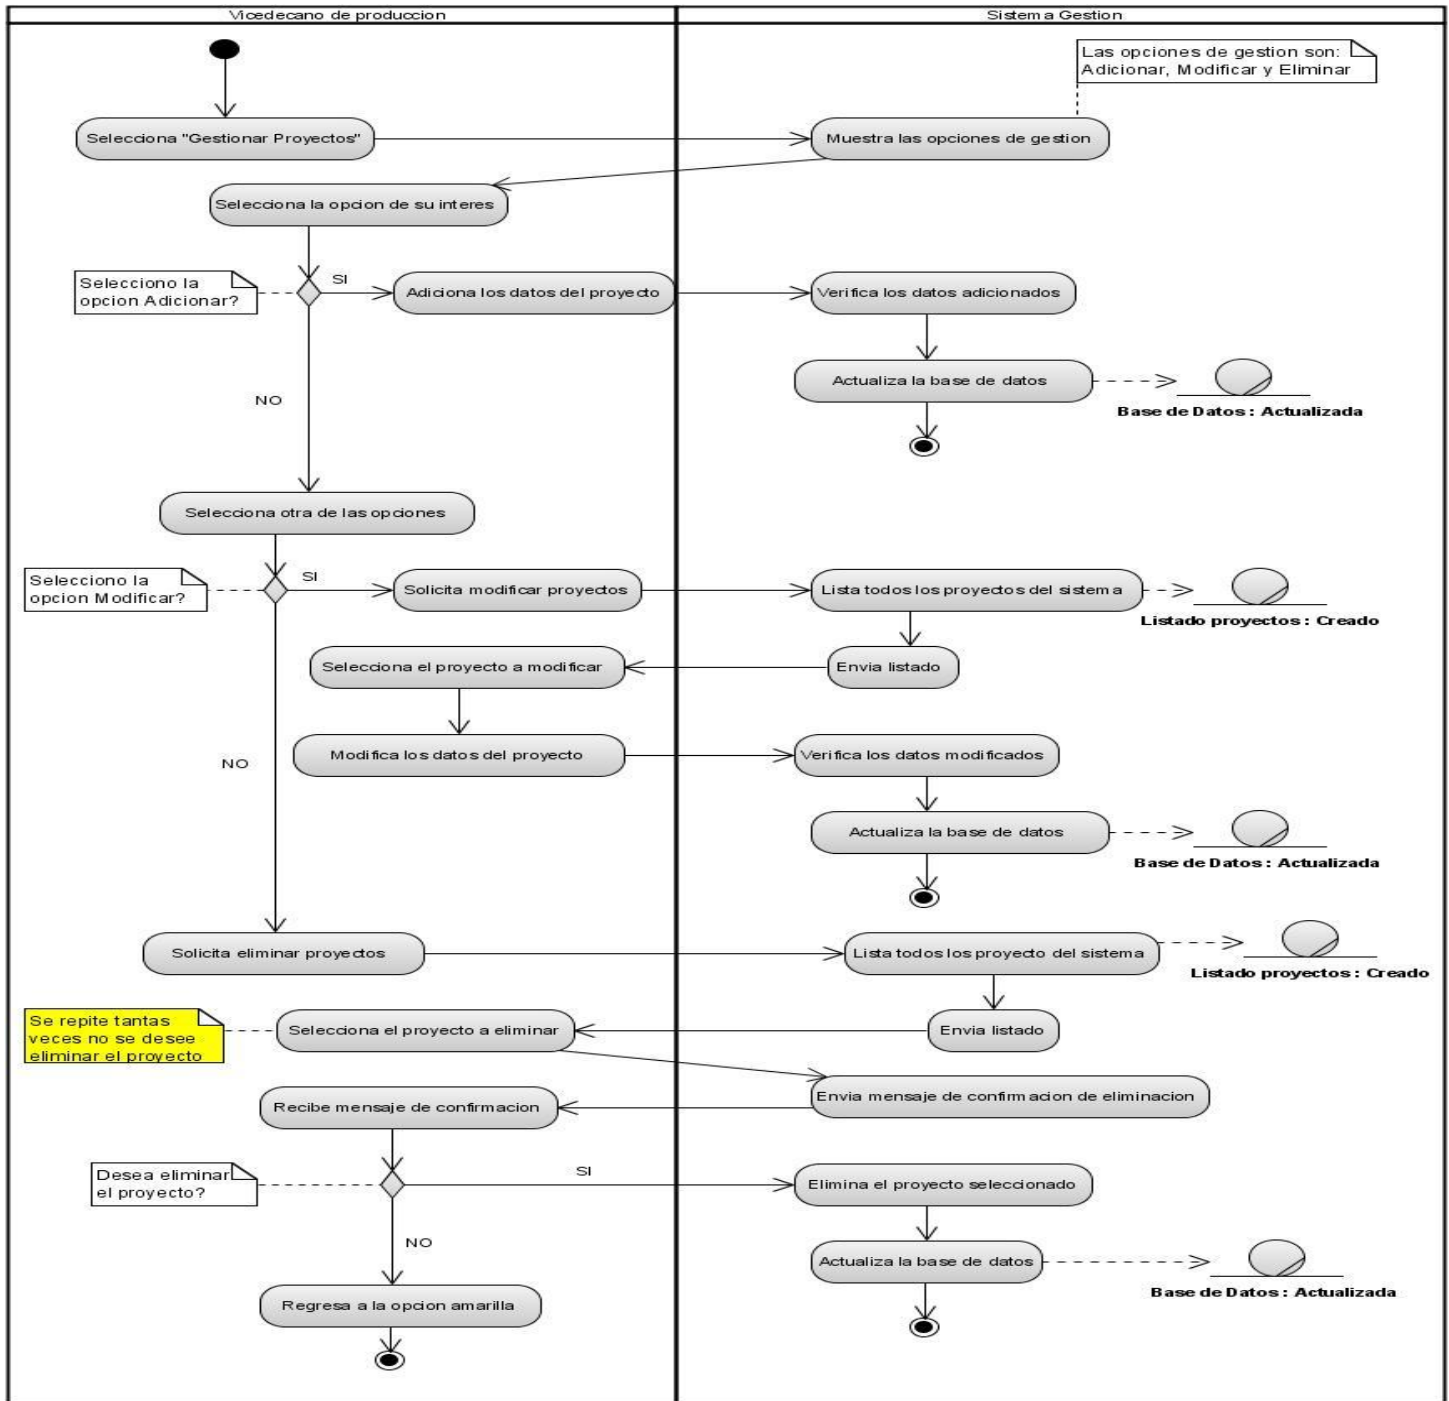 Vicedecano de produccion
Sistema Gestion
Las opciones de gestion son:
Adicionar, Modificar y Eliminar
Selecciona "Gestionar Proyectos"
Muestra las opciones de gestion
Selecciona la opcion de su interes
Selecciono la
opcion Adicionar?
SI
Adiciona los datos del proyecto
Verifica los datos adicionados
Actualiza la base de datos
Base de Datos : Actualizada
NO
Selecciona otra de las opciones
Selecciono la
opcion Modificar?
SI
Solicita modificar proyectos
Lista todos los proyectos del sistema
Listado proyectos : Creado
Selecciona el proyecto a modificar
Envia listado
Modifica los datos del proyecto
Verifica los datos modificados
NO
Actualiza la base de datos
Base de Datos : Actualizada
Solicita eliminar proyectos
Lista todos los proyecto del sistema
Listado proyectos : Creado
Se repite tantas
veces no se desee
eliminar el proyecto
Selecciona el proyecto a eliminar
Envia listado
Envia mensaje de confirmacion de eliminacion
Recibe mensaje de confirmacion
Desea eliminar
el proyecto?
SI
Elimina el proyecto seleccionado
NO
Actualiza la base de datos
Base de Datos : Actualizada
Regresa a la opcion amarilla